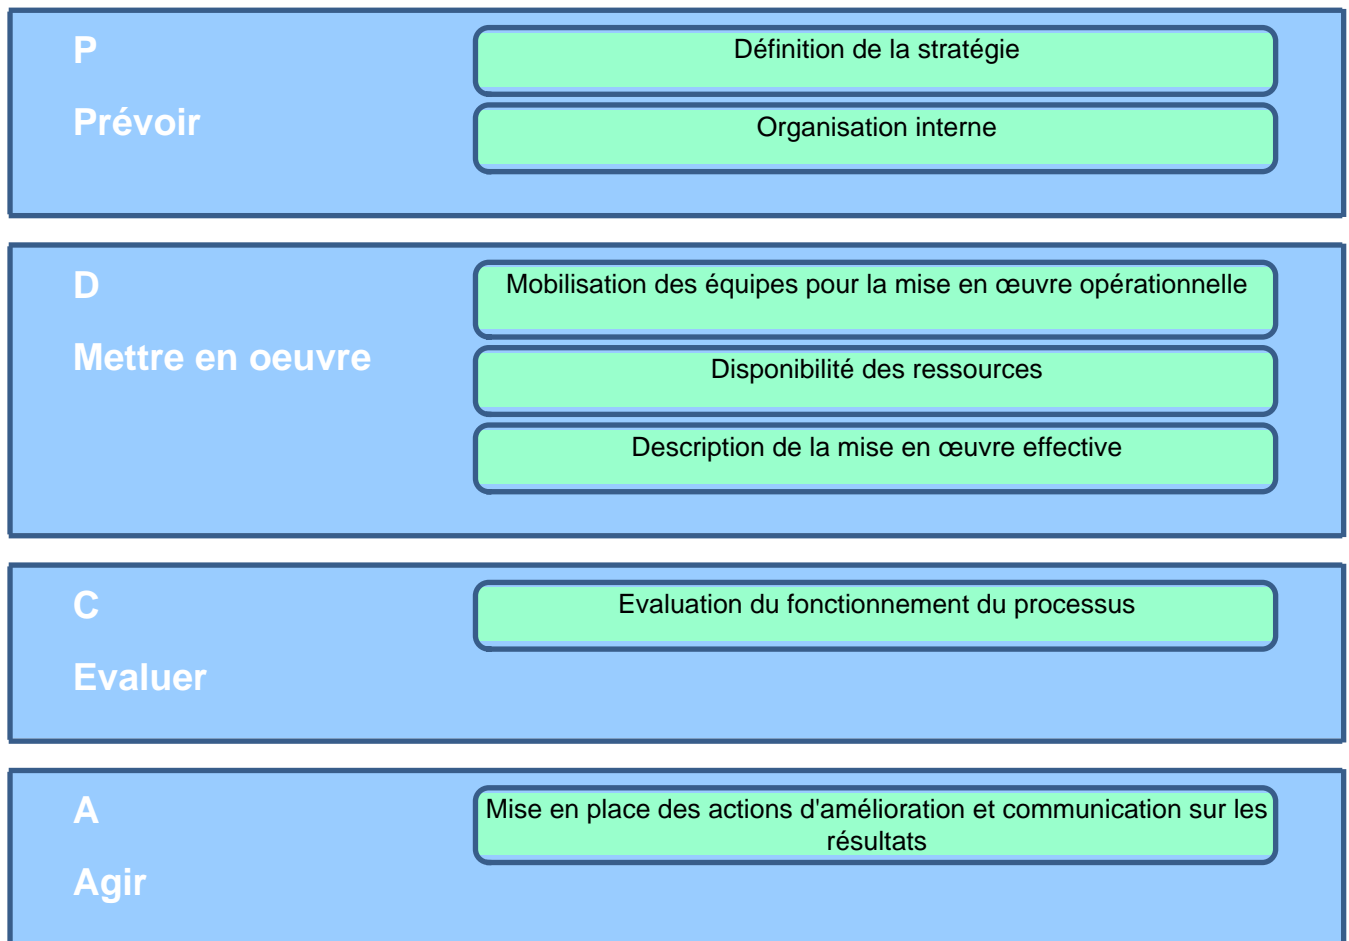 P
Prévoir
Définition de la stratégie
Organisation interne
D
Mettre en oeuvre
Mobilisation des équipes pour la mise en œuvre opérationnelle
Disponibilité des ressources
Description de la mise en œuvre effective
C
Evaluer
Evaluation du fonctionnement du processus
A
Agir
Mise en place des actions d'amélioration et communication sur les
résultats